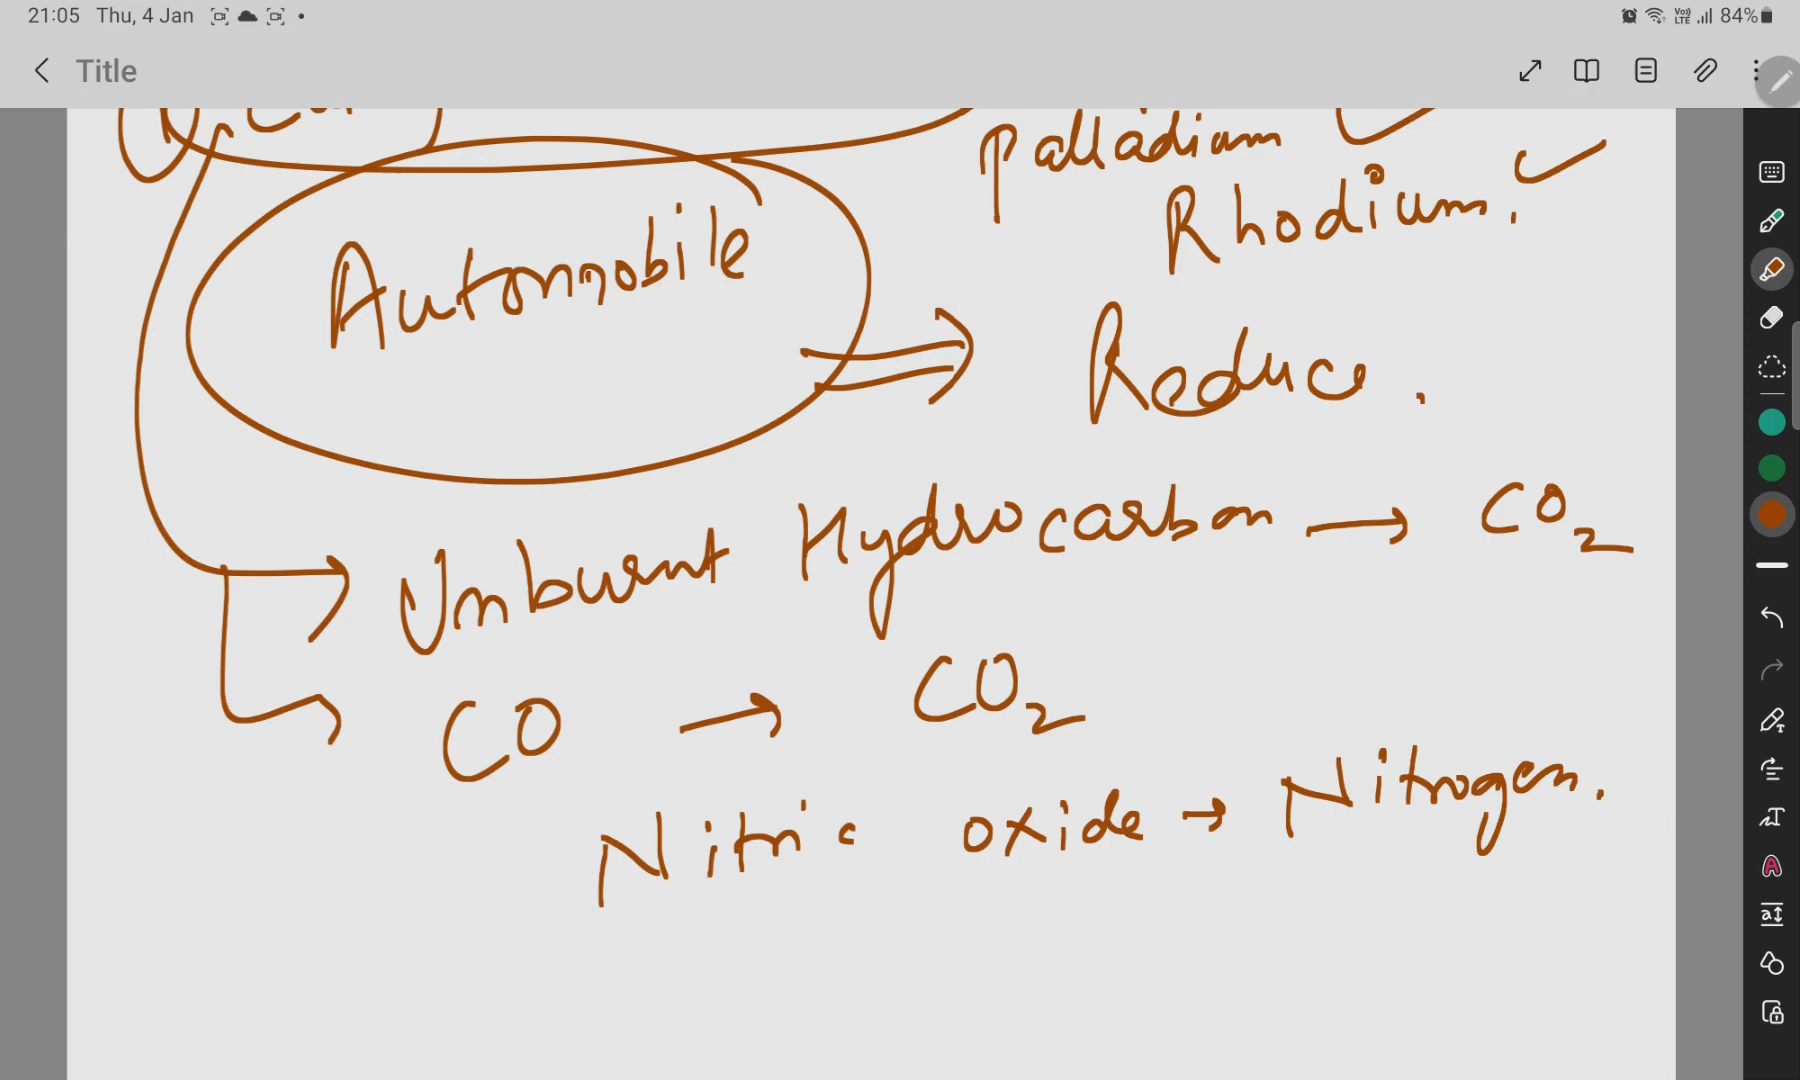 21:05 Thu, 4 Jan 84%
Title
Palladium
Rhodium.
Automobile
Reduce.
Unburnt Hydrocarbon → CO₂
CO → CO₂
Nitric oxide → Nitrogen.